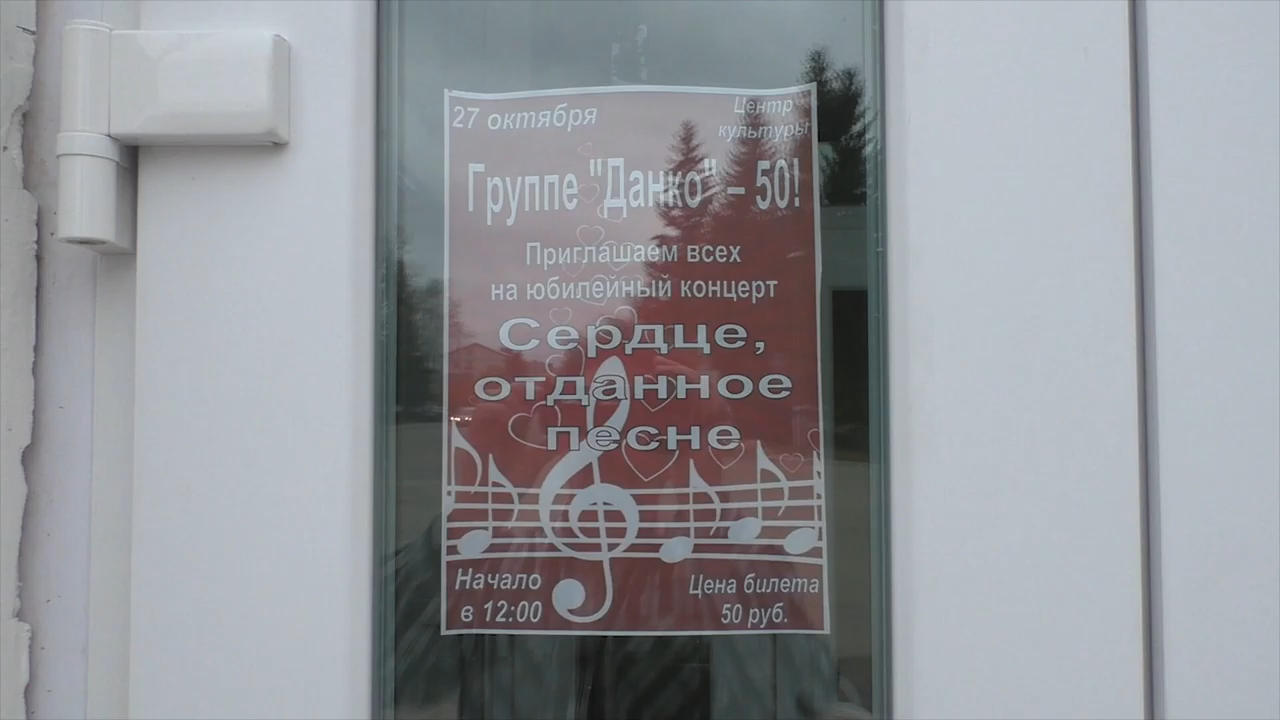 27 октября
Центр
культуры
Группе "Данко" – 50!
Приглашаем всех
на юбилейный концерт
Сердце,
отданное
песне
Начало
в 12:00
Цена билета
50 руб.